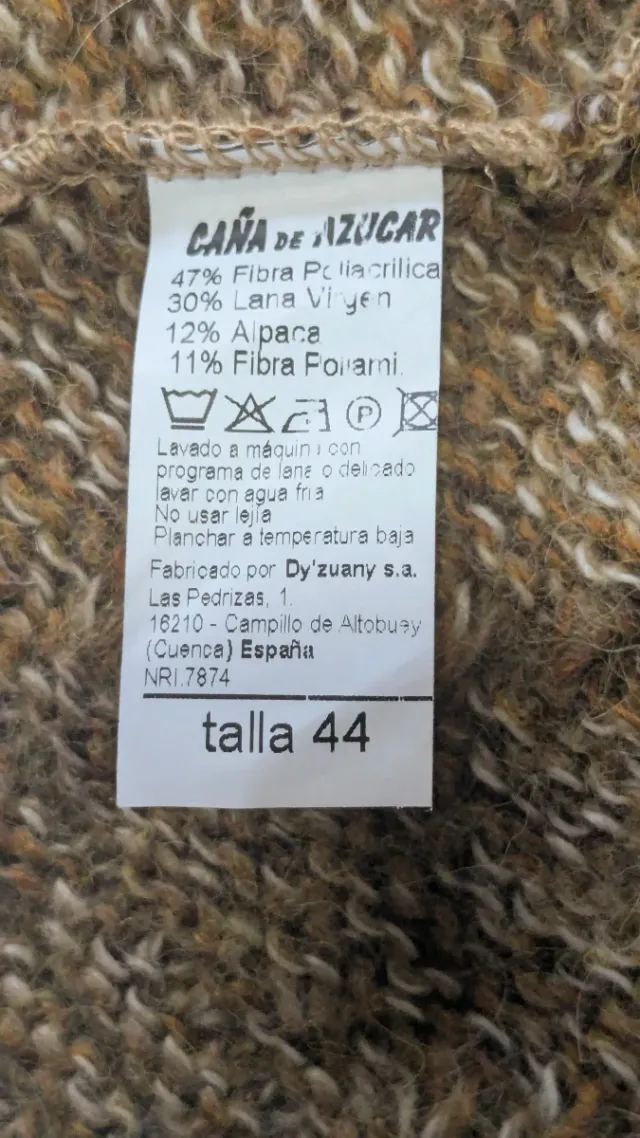 CAÑA DE AZUCAR
47% Fibra Poliacrilica
30% Lana Virgen
12% Alpaca
11% Fibra Poliami.
P
Lavado a máquina con
programa de lana o delicado
lavar con agua fria
No usar lejía
Planchar a temperatura baja
Fabricado por Dy'zuany s.a.
Las Pedrizas, 1.
16210 - Campillo de Altobuey
(Cuenca) España
NRI.7874
talla 44